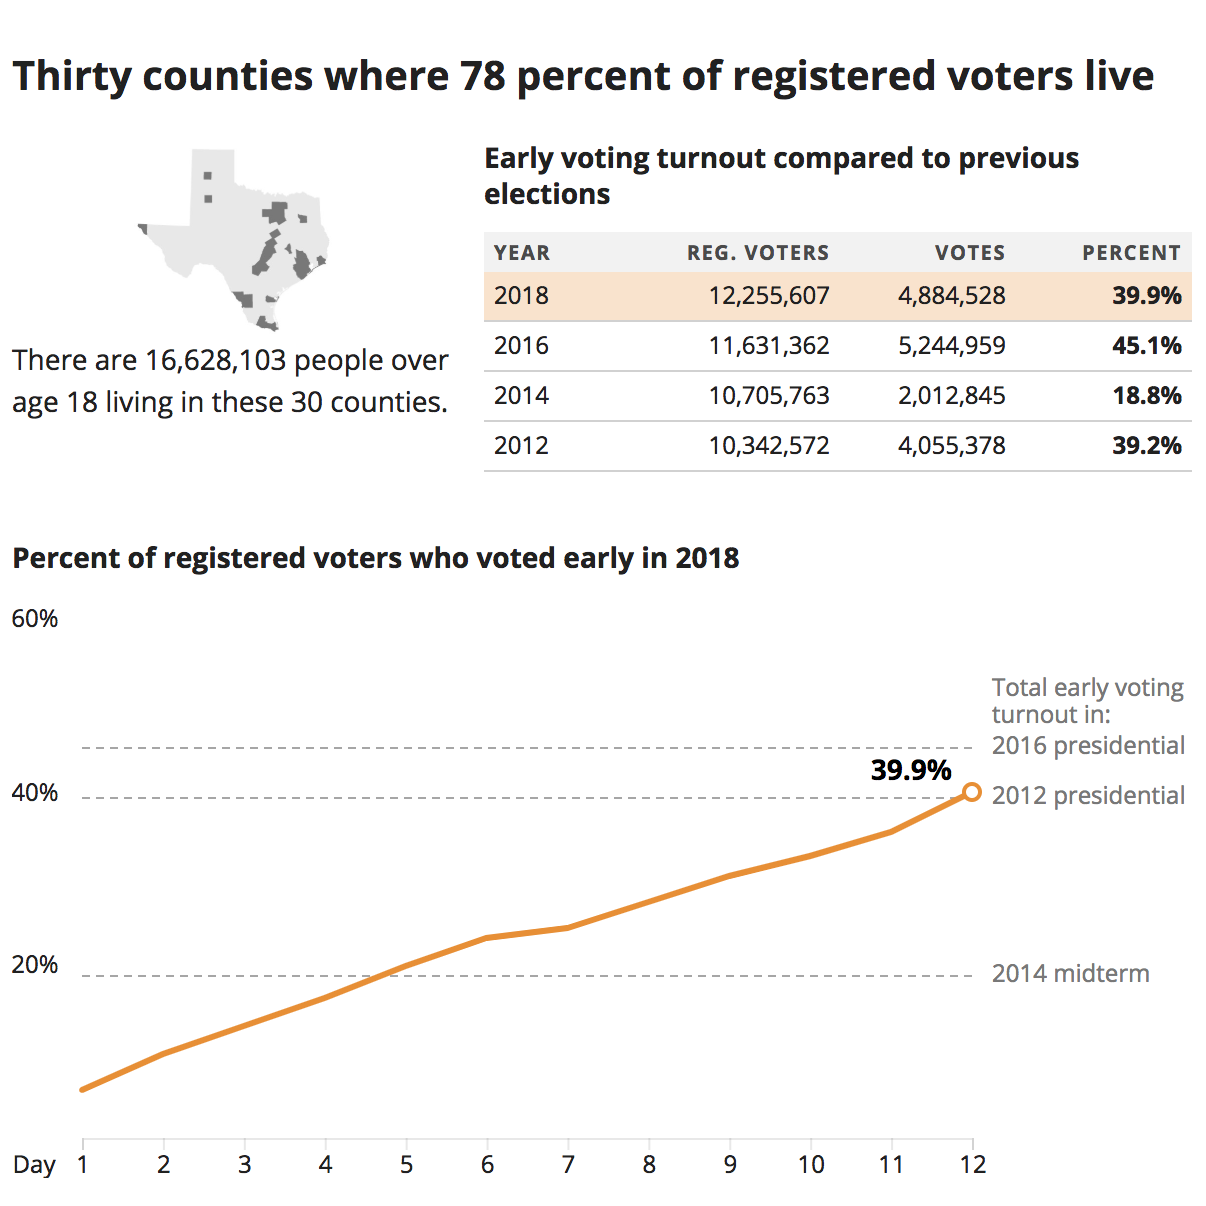 Thirty counties where 78 percent of registered voters live
There are 16,628,103 people over
age 18 living in these 30 counties.
Early voting turnout compared to previous
elections
YEAR REG. VOTERS VOTES PERCENT
2018 12,255,607 4,884,528 39.9%
2016 11,631,362 5,244,959 45.1%
2014 10,705,763 2,012,845 18.8%
2012 10,342,572 4,055,378 39.2%
Percent of registered voters who voted early in 2018
60%
Total early voting
turnout in:
2016 presidential
39.9%
40%
2012 presidential
20%
2014 midterm
Day 1 2 3 4 5 6 7 8 9 10 11 12